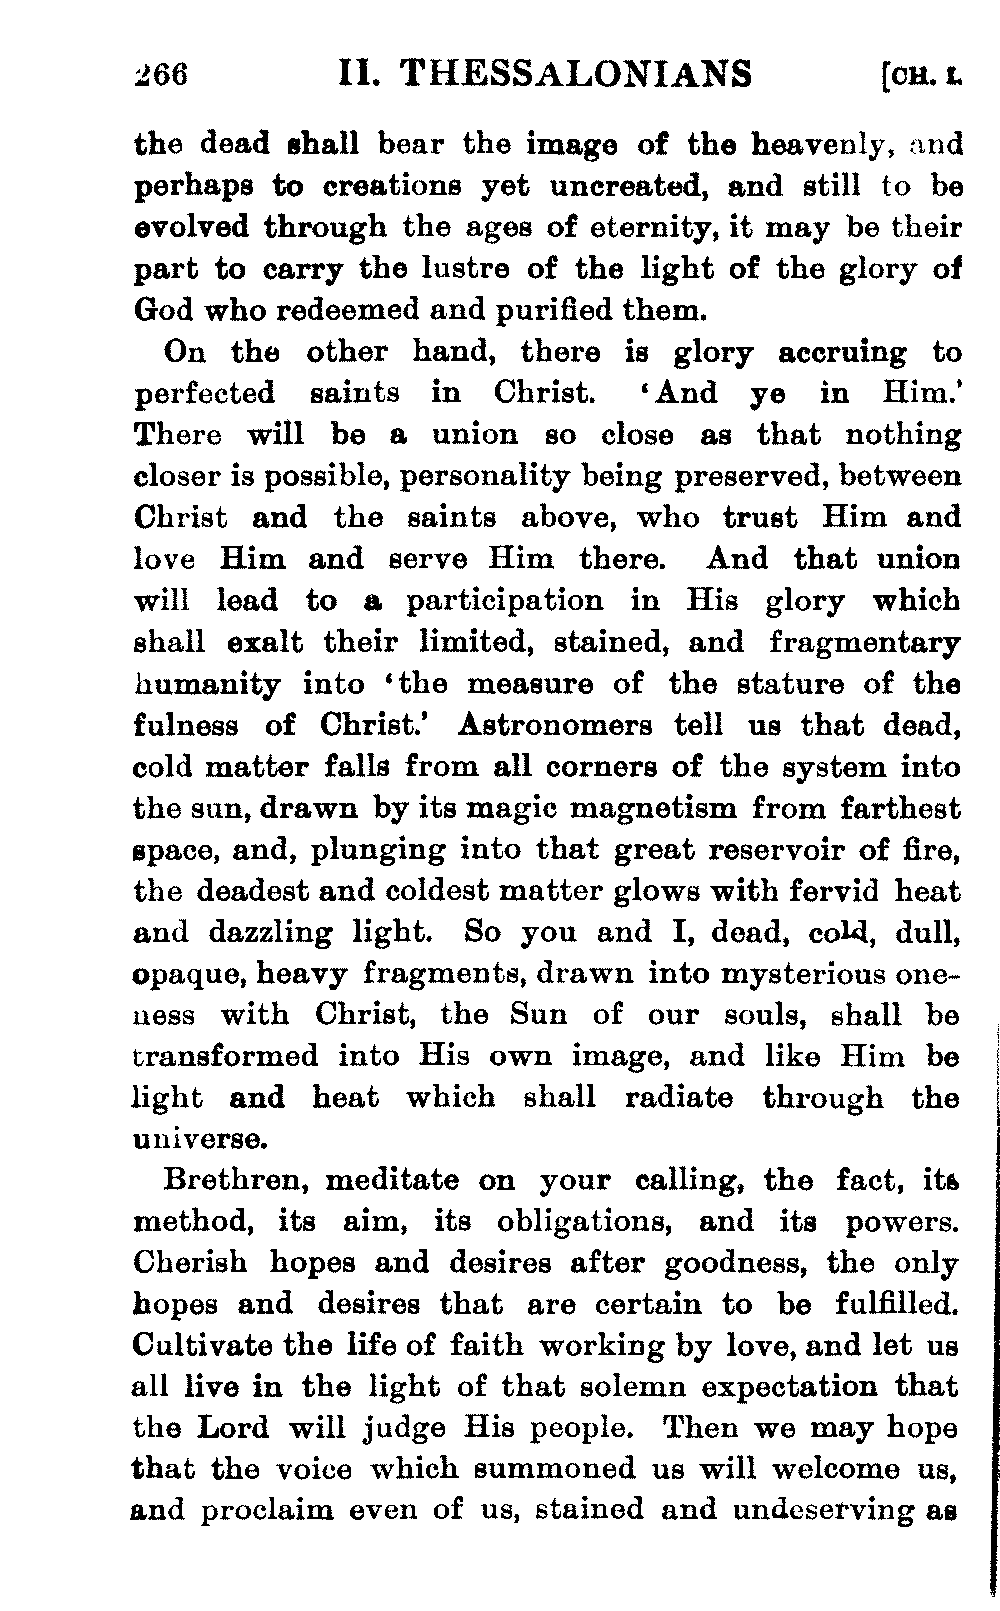 266 II. THESSALONIANS [CH. I.
the dead shall bear the image of the heavenly, and
perhaps to creations yet uncreated, and still to be
evolved through the ages of eternity, it may be their
part to carry the lustre of the light of the glory of
God who redeemed and purified them.
On the other hand, there is glory accruing to
perfected saints in Christ. ‘And ye in Him.’
There will be a union so close as that nothing
closer is possible, personality being preserved, between
Christ and the saints above, who trust Him and
love Him and serve Him there. And that union
will lead to a participation in His glory which
shall exalt their limited, stained, and fragmentary
humanity into ‘the measure of the stature of the
fulness of Christ.’ Astronomers tell us that dead,
cold matter falls from all corners of the system into
the sun, drawn by its magic magnetism from farthest
space, and, plunging into that great reservoir of fire,
the deadest and coldest matter glows with fervid heat
and dazzling light. So you and I, dead, cold, dull,
opaque, heavy fragments, drawn into mysterious one-
ness with Christ, the Sun of our souls, shall be
transformed into His own image, and like Him be
light and heat which shall radiate through the
universe.
Brethren, meditate on your calling, the fact, its
method, its aim, its obligations, and its powers.
Cherish hopes and desires after goodness, the only
hopes and desires that are certain to be fulfilled.
Cultivate the life of faith working by love, and let us
all live in the light of that solemn expectation that
the Lord will judge His people. Then we may hope
that the voice which summoned us will welcome us,
and proclaim even of us, stained and undeserving as